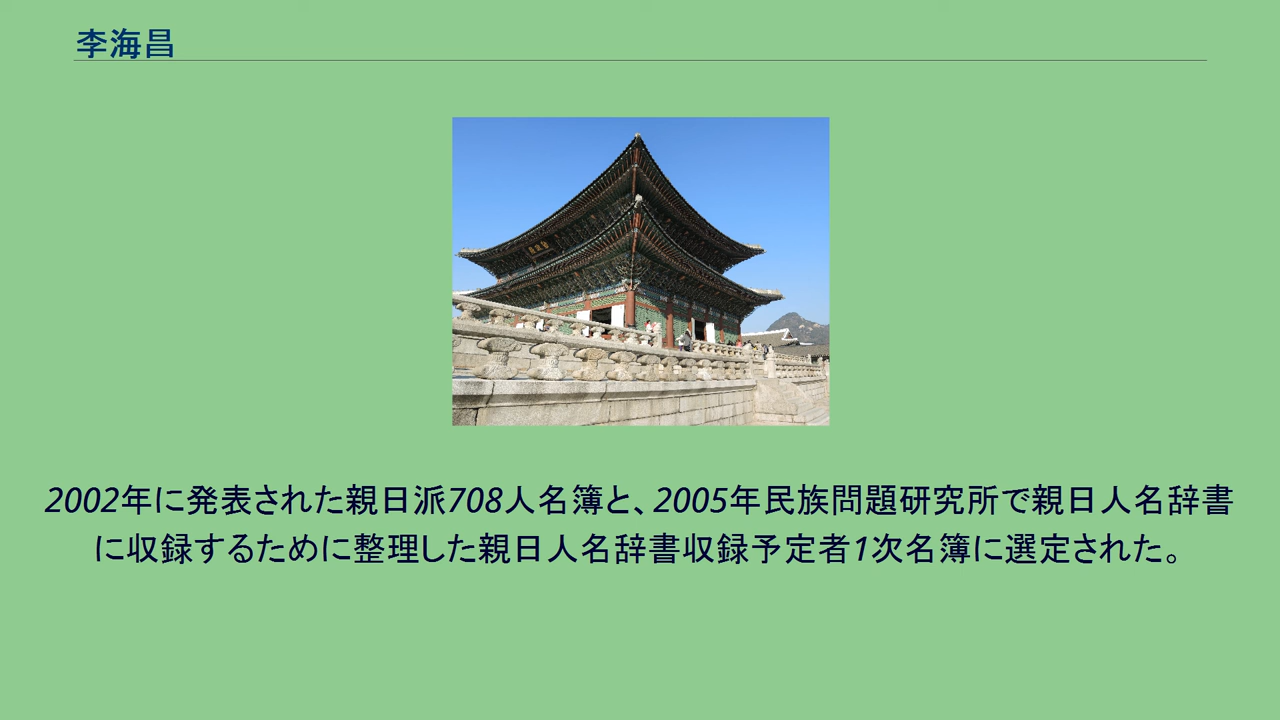 李海昌
2002年に発表された親日派708人名簿と、2005年民族問題研究所で親日人名辞書
に収録するために整理した親日人名辞書収録予定者1次名簿に選定された。